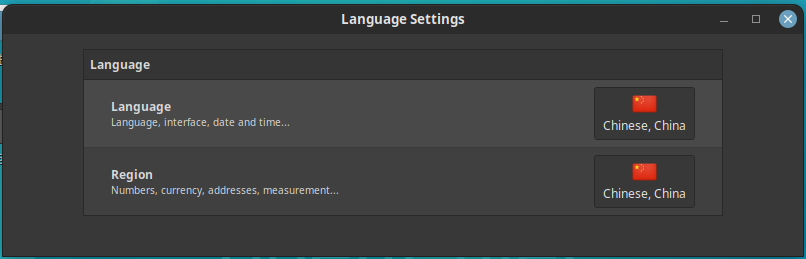 Language Settings
Language
Language
Language, interface, date and time...
Chinese, China
Region
Numbers, currency, addresses, measurement...
Chinese, China